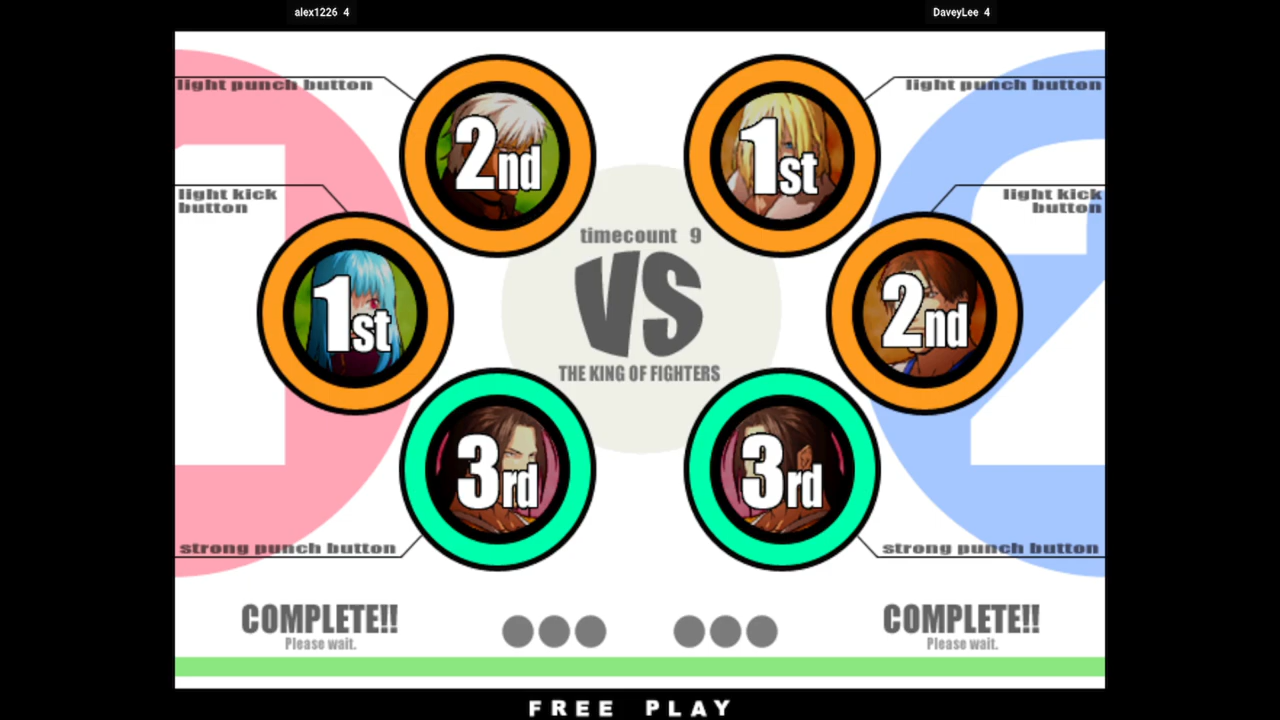 alex1226 4
DaveyLee 4
light punch button
light punch button
2nd
1st
light kick
button
light kick
button
timecount 9
1st
VS
2nd
THE KING OF FIGHTERS
3rd
3rd
strong punch button
strong punch button
COMPLETE!!
Please wait.
COMPLETE!!
Please wait.
1
2
FREE PLAY